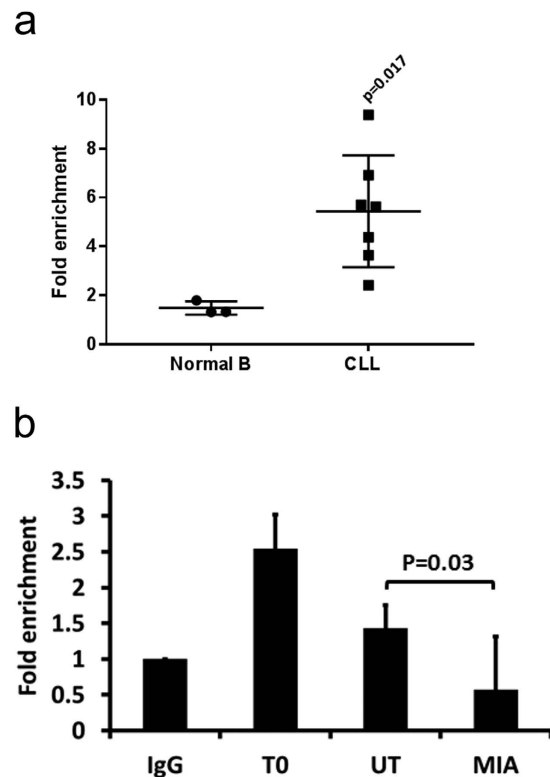 a
p=0.017
10
8
6
4
2
0
Fold enrichment
Normal B CLL
b
3.5
3
2.5
2
1.5
1
0.5
0
Fold enrichment
P=0.03
IgG T0 UT MIA